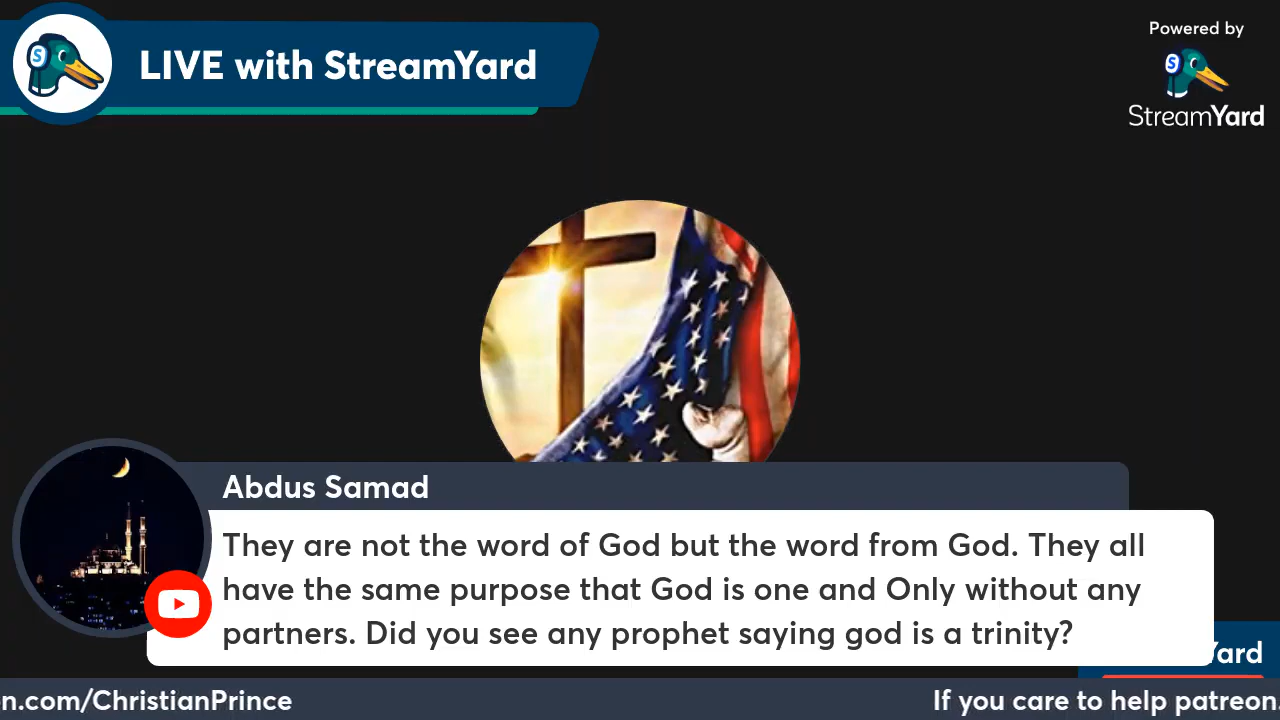 LIVE with StreamYard
Powered by
S
StreamYard
Abdus Samad
They are not the word of God but the word from God. They all
have the same purpose that God is one and Only without any
partners. Did you see any prophet saying god is a trinity?
Yard
n.com/ChristianPrince
If you care to help patreon.